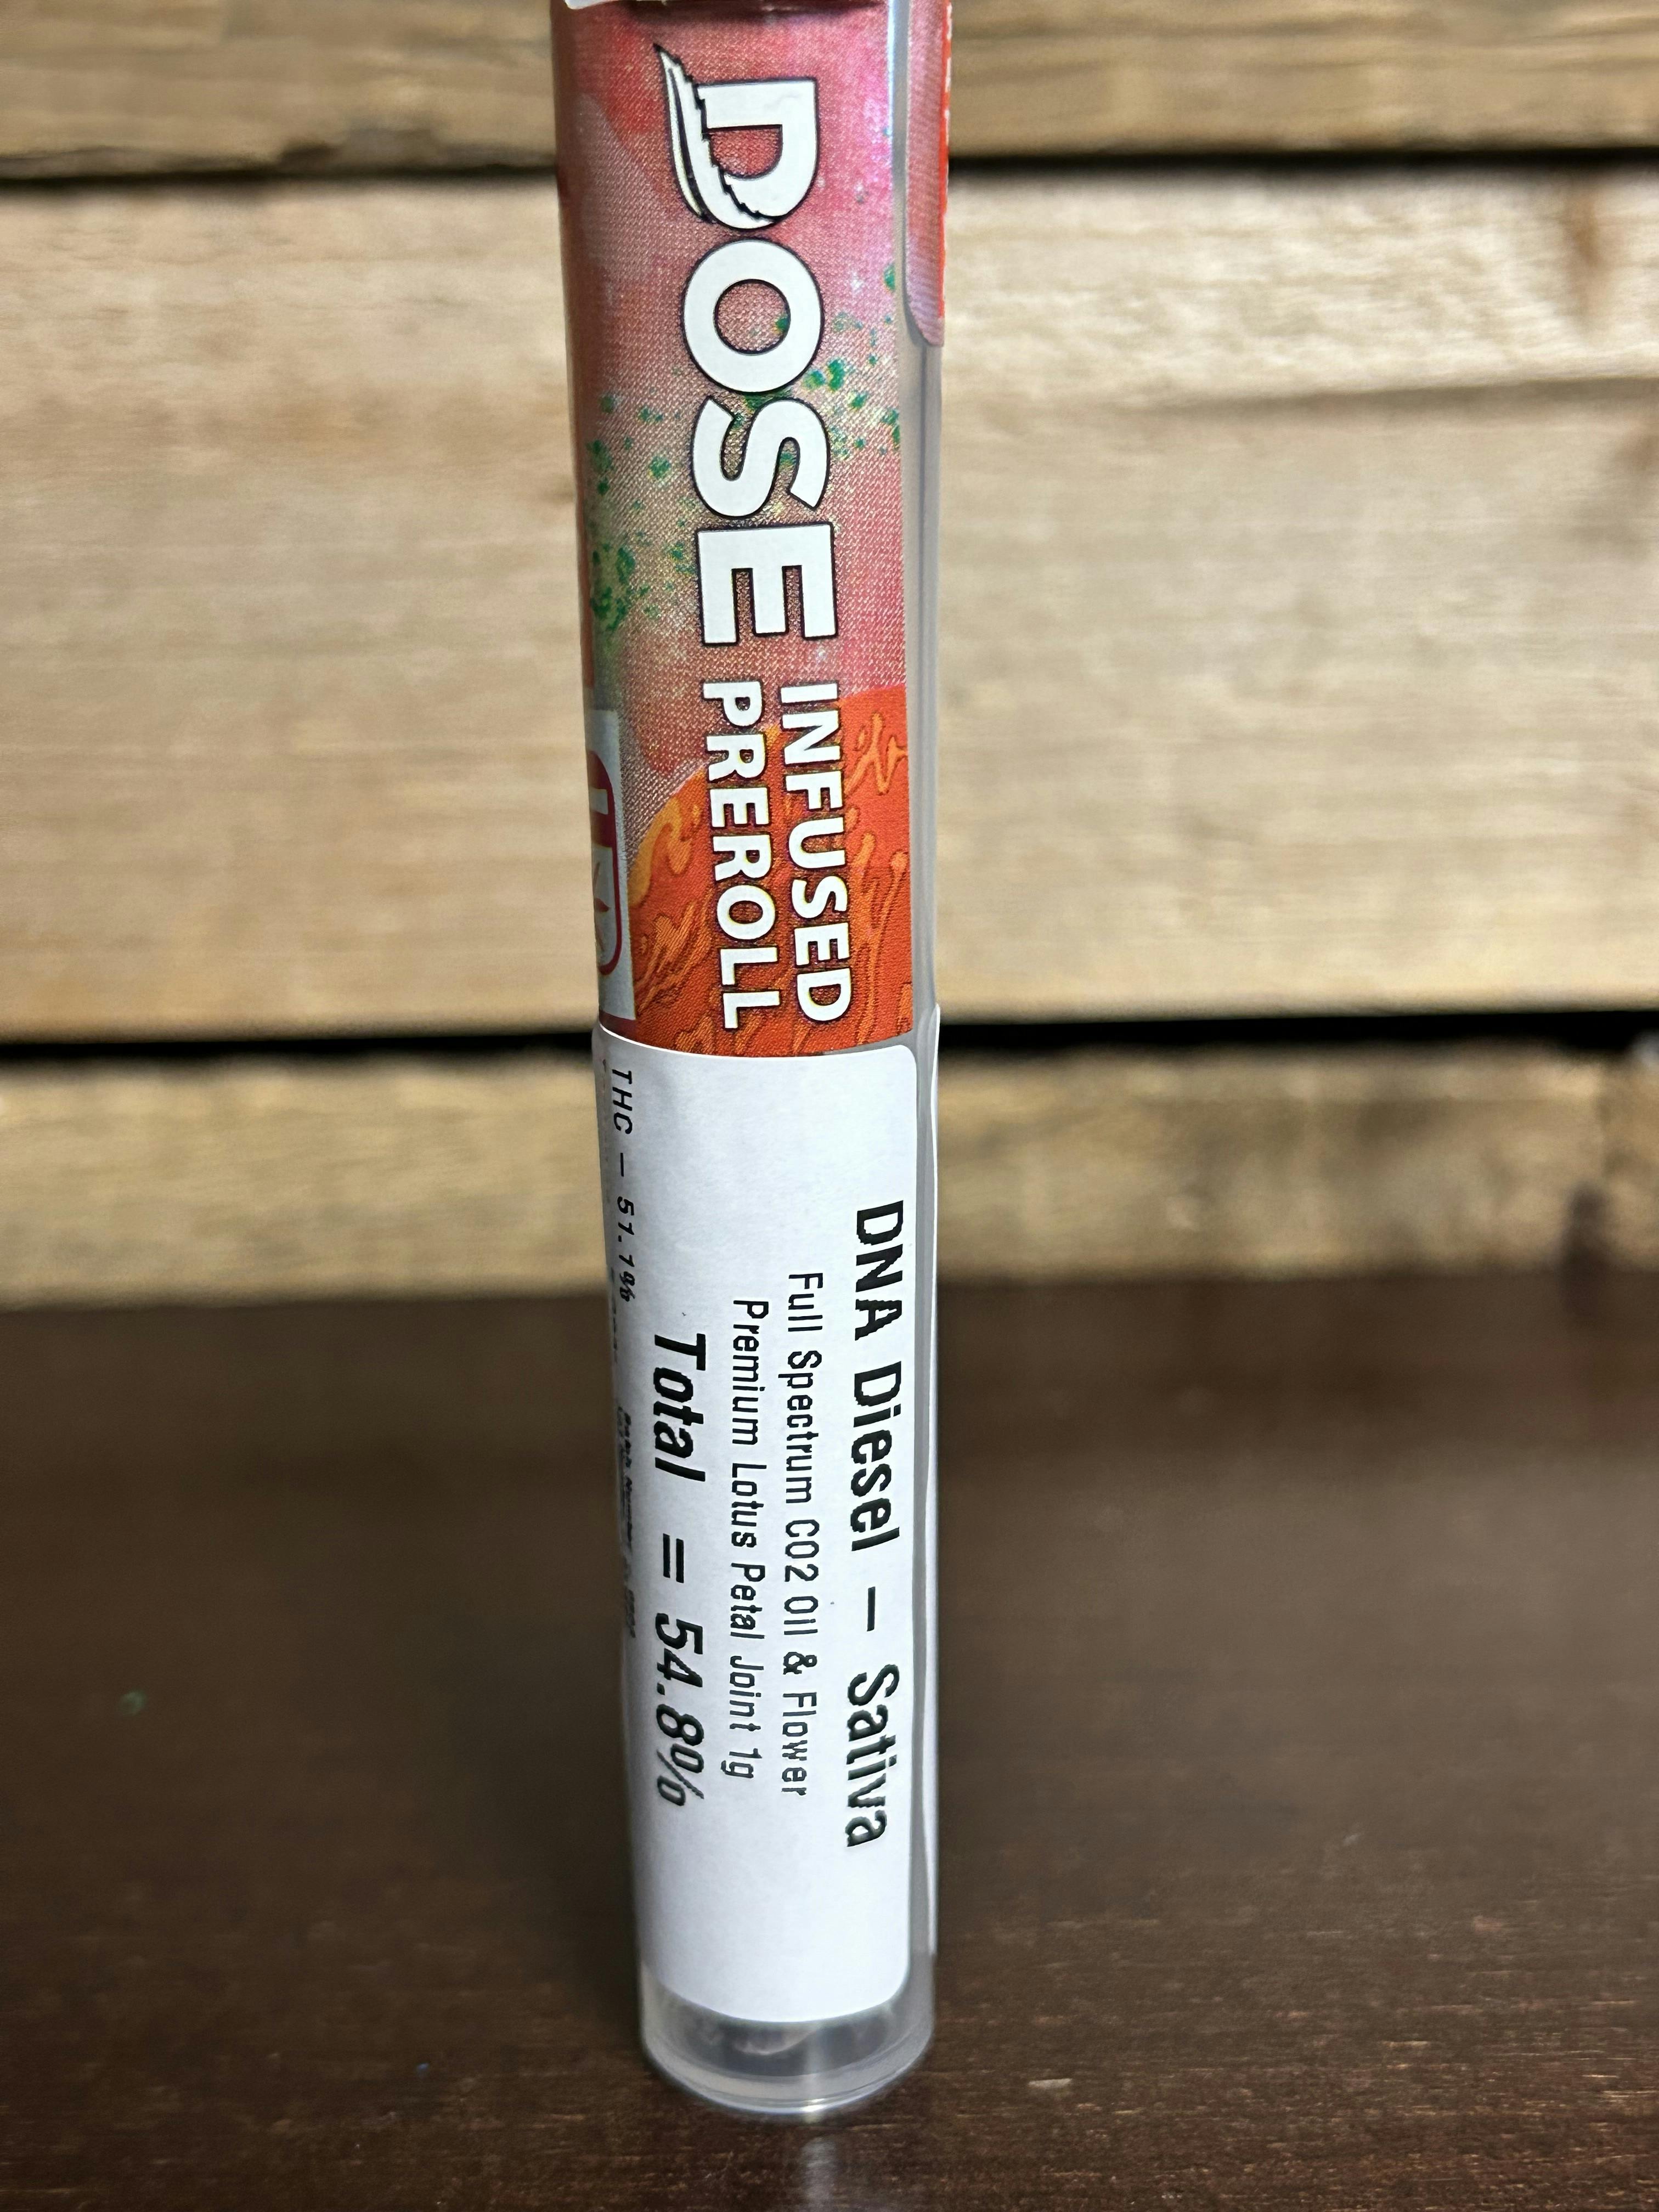 DOSE
INFUSED
PREROLL
DNA Diesel - Sativa
Full Spectrum CO2 Oil & Flower
Premium Lotus Petal Joint 1g
Total = 54.8%
THC - 51.1%